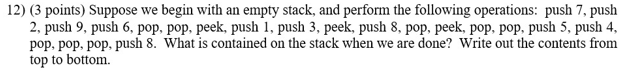 12) (3 points) Suppose we begin with an empty stack, and perform the following operations:  push 7, push
2, push 9, push 6, pop, pop, peek, push 1, push 3, peek, push 8, pop, peek, pop, pop, push 5, push 4,
pop, pop, pop, push 8.  What is contained on the stack when we are done?  Write out the contents from
top to bottom.